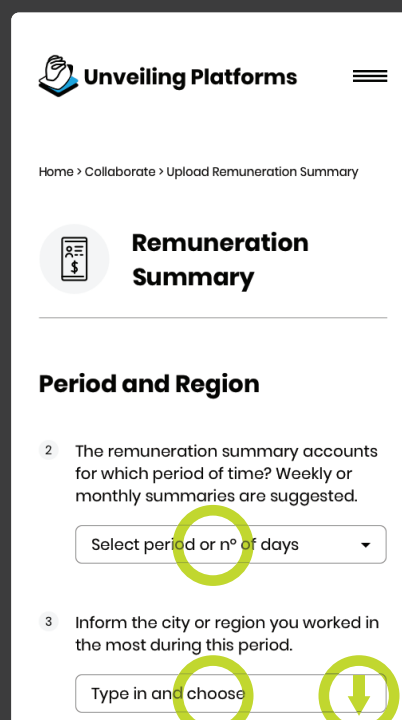 Unveiling Platforms
Home > Collaborate > Upload Remuneration Summary
$
Remuneration
Summary
Period and Region
2
The remuneration summary accounts
for which period of time? Weekly or
monthly summaries are suggested.
Select period or nº of days
3
Inform the city or region you worked in
the most during this period.
Type in and choose